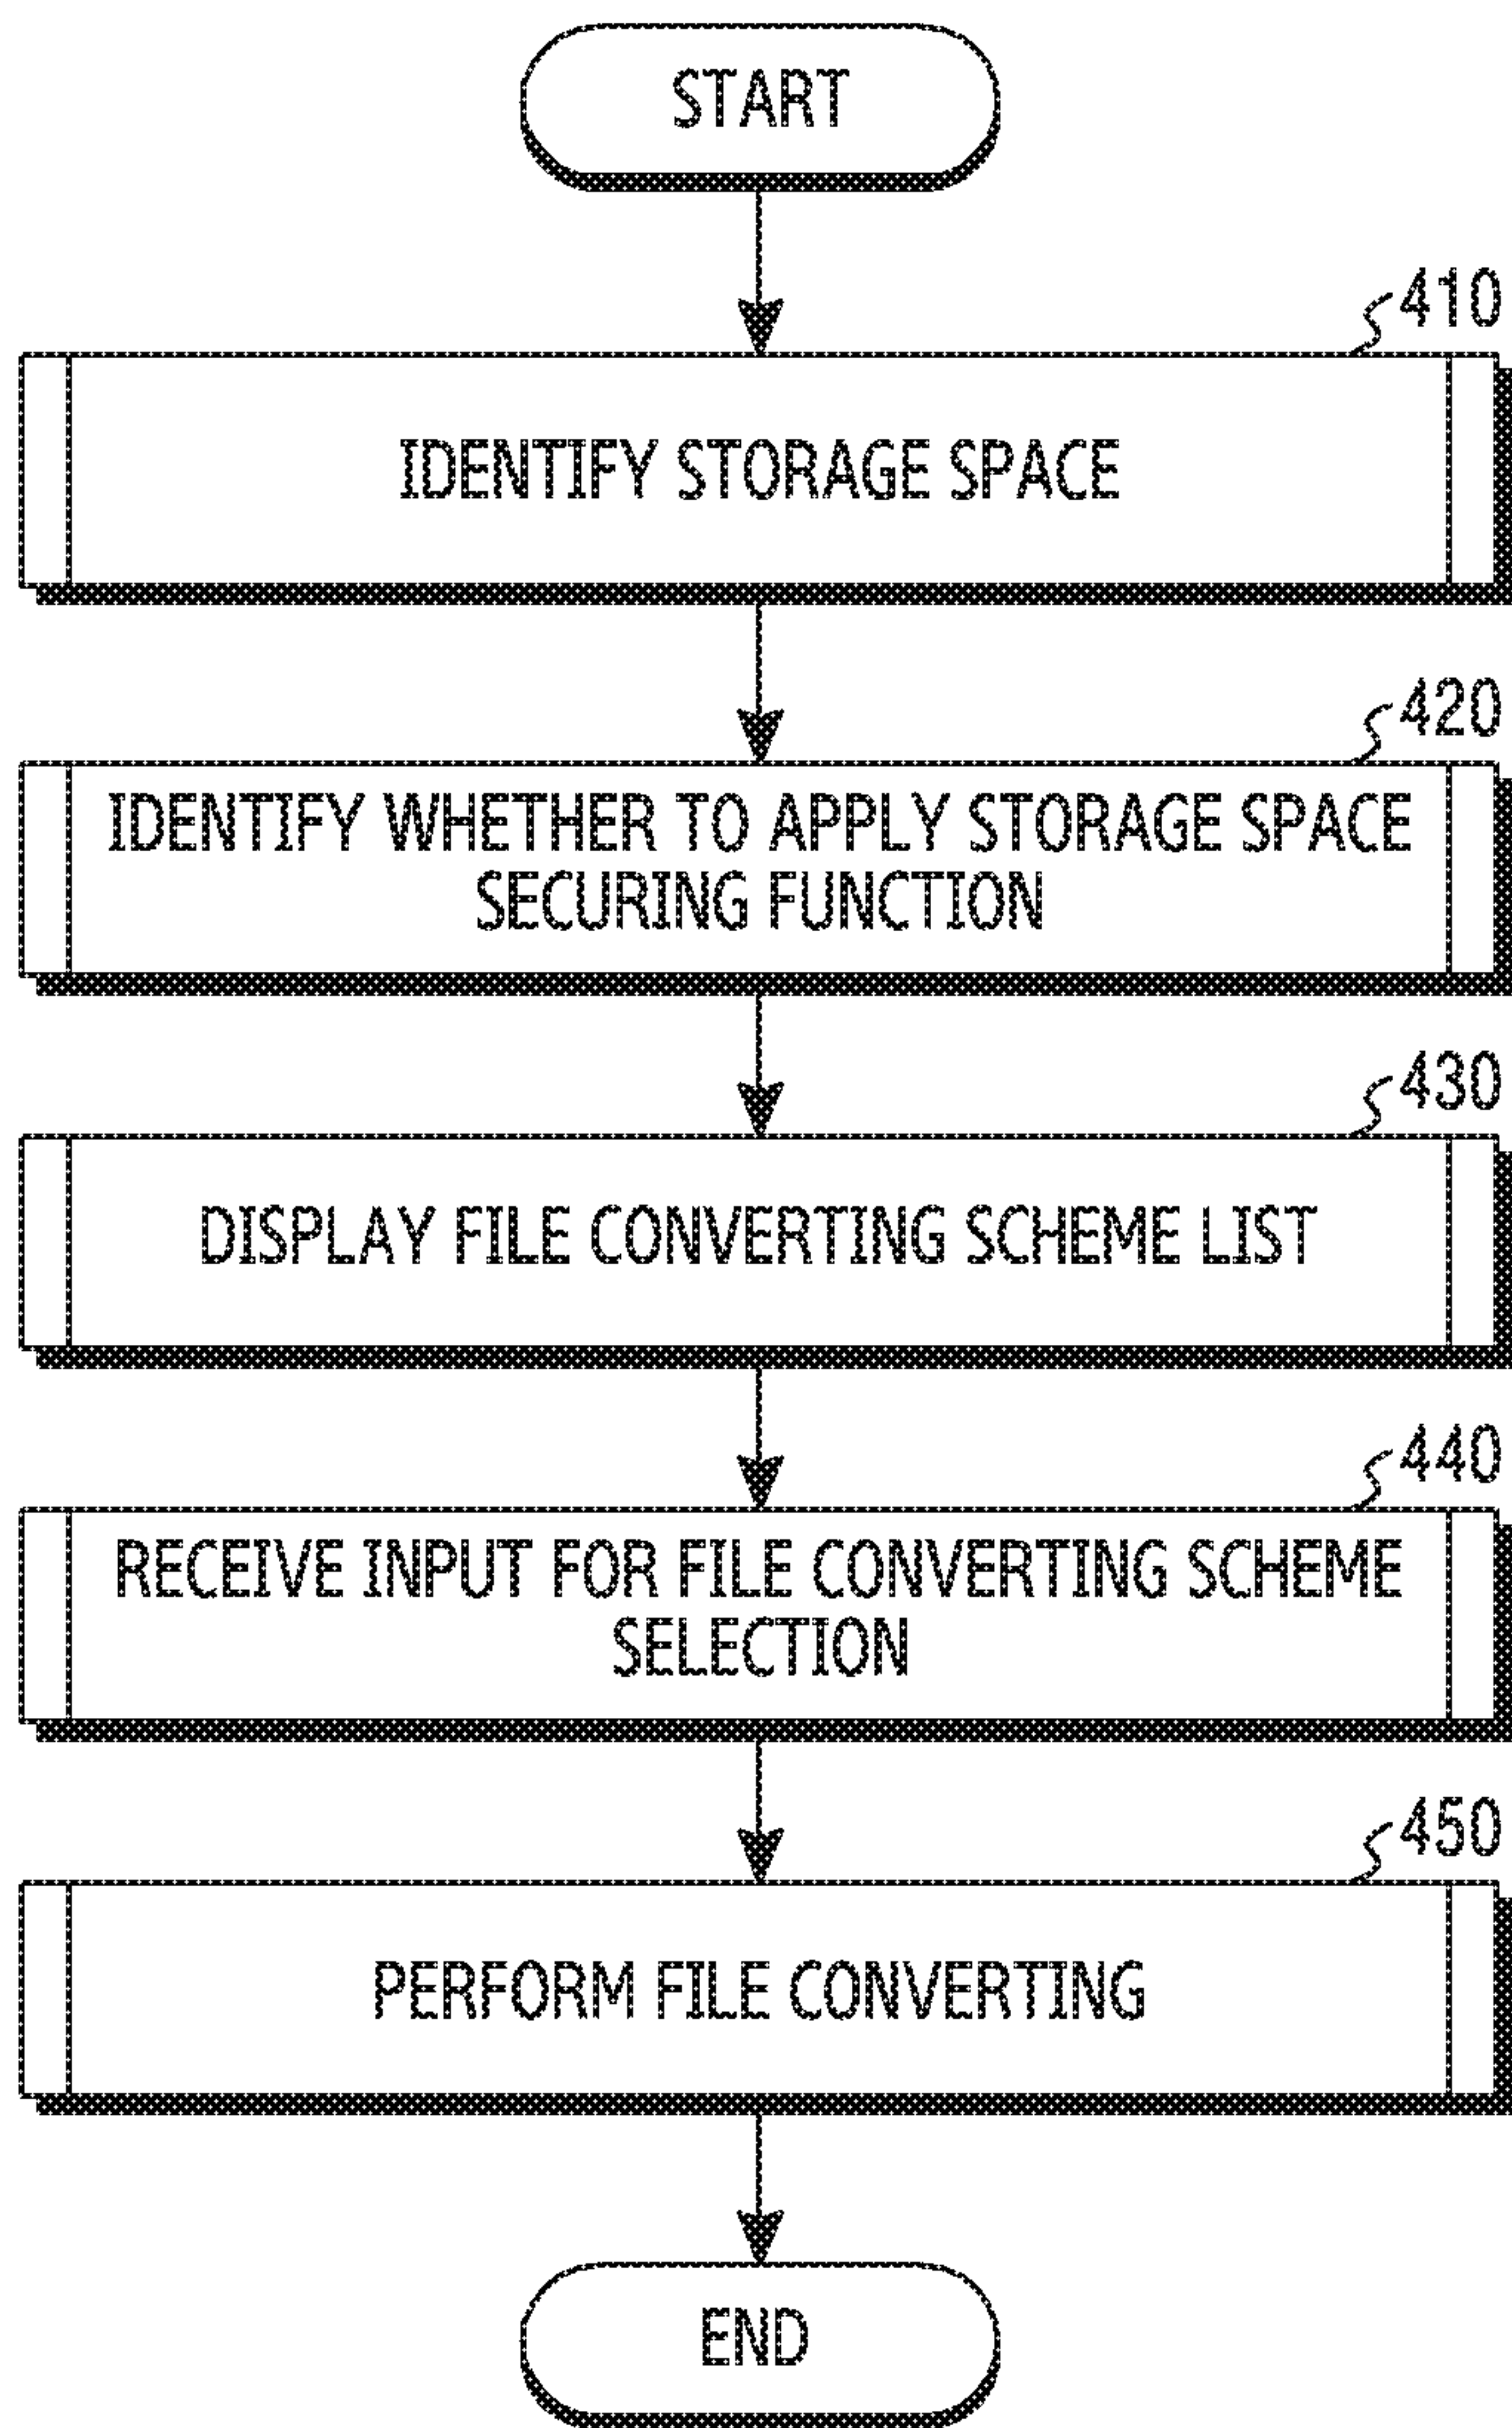 START
410
IDENTIFY STORAGE SPACE
420
IDENTIFY WHETHER TO APPLY STORAGE SPACE
SECURING FUNCTION
430
DISPLAY FILE CONVERTING SCHEME LIST
440
RECEIVE INPUT FOR FILE CONVERTING SCHEME
SELECTION
450
PERFORM FILE CONVERTING
END